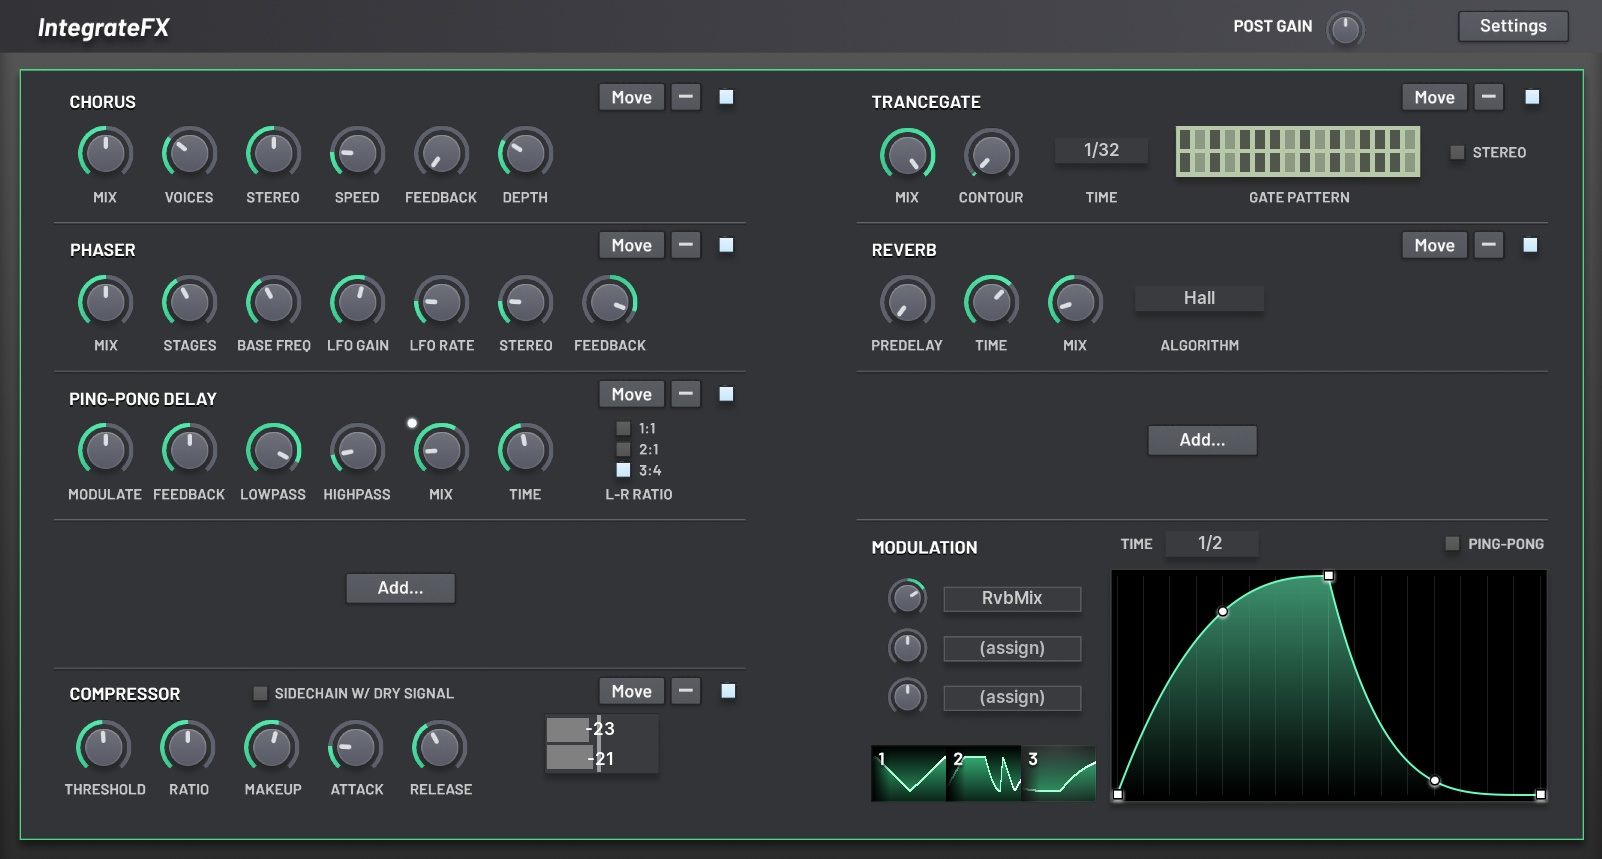 IntegrateFX
POST GAIN
Settings
CHORUS
Move
MIX VOICES STEREO SPEED FEEDBACK DEPTH
PHASER
Move
MIX STAGES BASE FREQ LFO GAIN LFO RATE STEREO FEEDBACK
PING-PONG DELAY
Move
1:1
2:1
3:4
MODULATE FEEDBACK LOWPASS HIGHPASS MIX TIME L-R RATIO
Add...
COMPRESSOR
SIDECHAIN W/ DRY SIGNAL
Move
-23
-21
THRESHOLD RATIO MAKEUP ATTACK RELEASE
TRANCEGATE
Move
1/32
STEREO
MIX CONTOUR TIME GATE PATTERN
REVERB
Move
Hall
PREDELAY TIME MIX ALGORITHM
Add...
MODULATION
TIME 1/2
PING-PONG
RvbMix
(assign)
(assign)
1 2 3